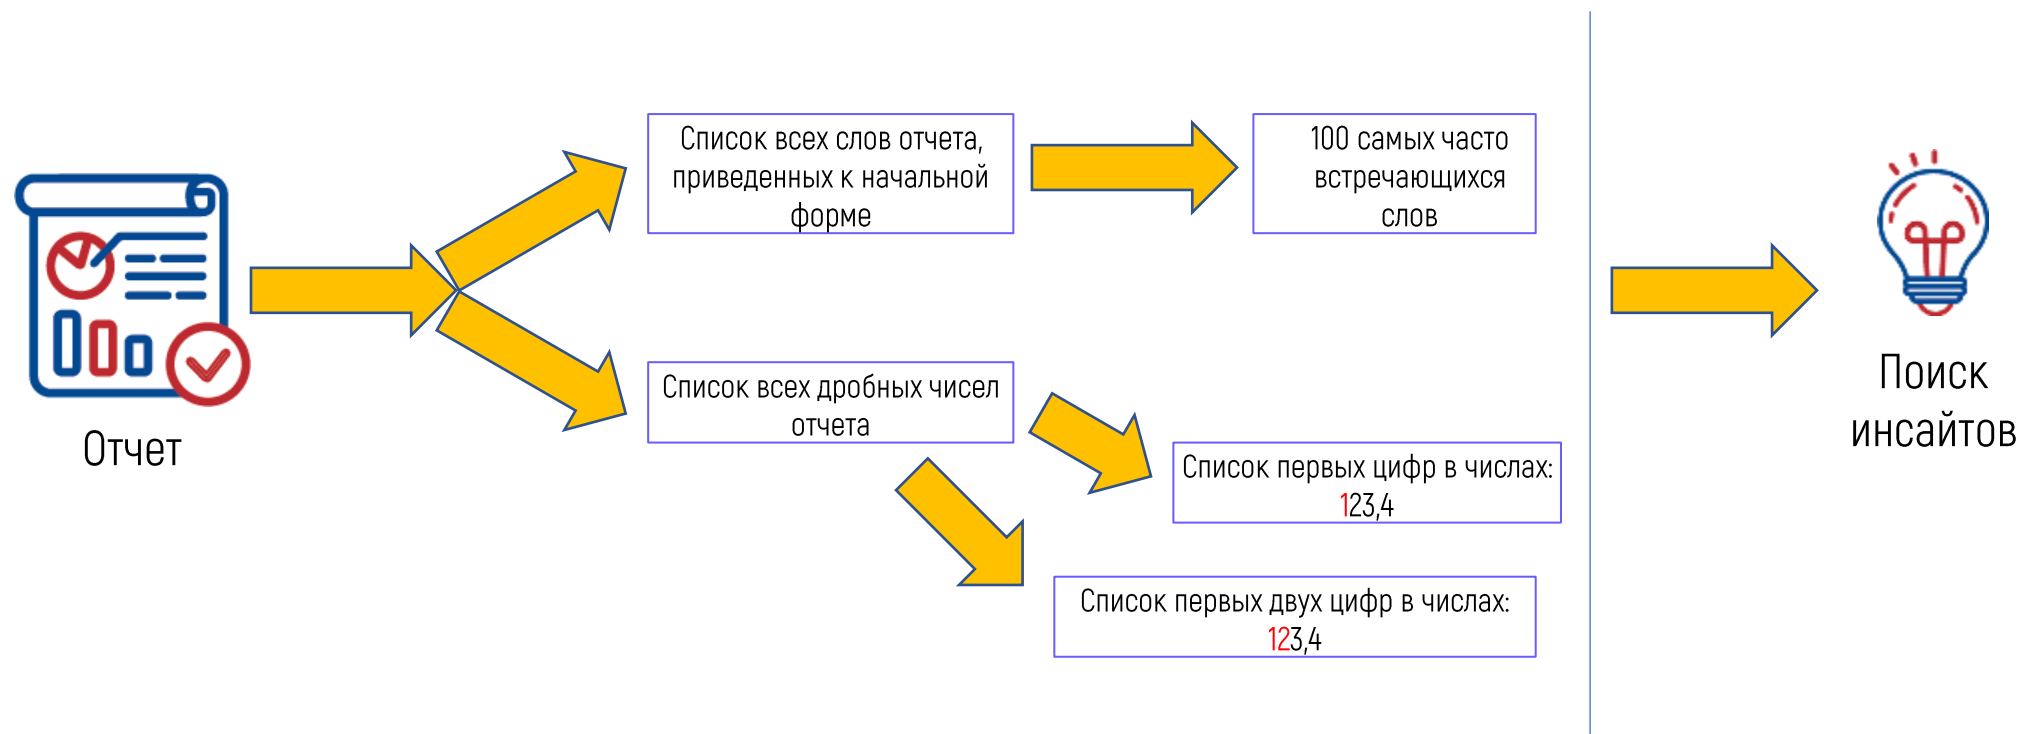 Отчет
Список всех слов отчета,
приведенных к начальной
форме
100 самых часто
встречающихся
слов
Список всех дробных чисел
отчета
Список первых цифр в числах:
123,4
Список первых двух цифр в числах:
123,4
Поиск
инсайтов